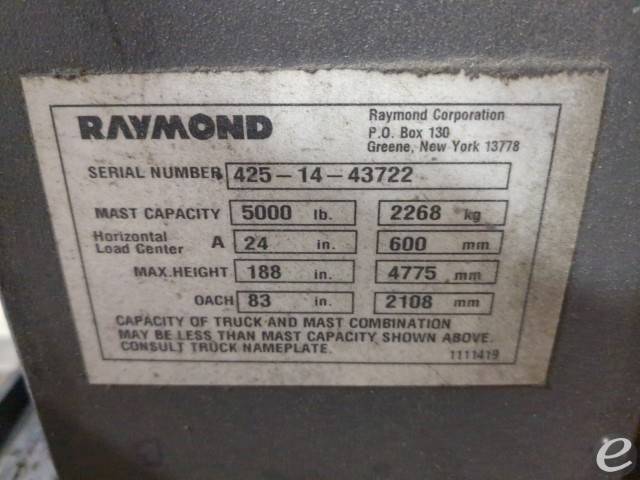 RAYMOND
Raymond Corporation
P.O. Box 130
Greene, New York 13778
SERIAL NUMBER 425-14-43722
MAST CAPACITY 5000 lb. 2268 kg
Horizontal
Load Center A 24 in. 600 mm
MAX. HEIGHT 188 in. 4775 mm
OACH 83 in. 2108 mm
CAPACITY OF TRUCK AND MAST COMBINATION
MAY BE LESS THAN MAST CAPACITY SHOWN ABOVE.
CONSULT TRUCK NAMEPLATE.
1111419
e